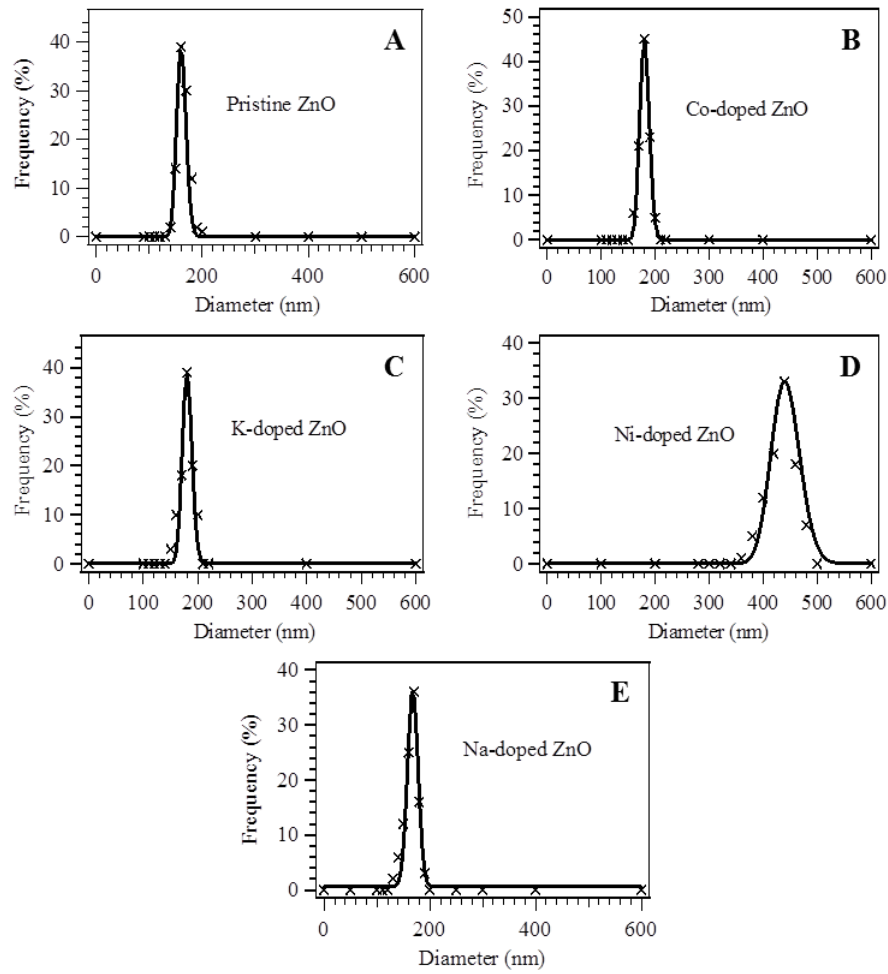 A
Frequency (%)
40
30
20
10
0
Pristine ZnO
0 200 400 600
Diameter (nm)
B
Frequency (%)
50
40
30
20
10
0
Co-doped ZnO
0 100 200 300 400 500 600
Diameter (nm)
C
Frequency (%)
40
30
20
10
0
K-doped ZnO
0 100 200 300 400 500 600
Diameter (nm)
D
Frequency (%)
40
30
20
10
0
Ni-doped ZnO
0 100 200 300 400 500 600
Diameter (nm)
E
Frequency (%)
40
30
20
10
0
Na-doped ZnO
0 200 400 600
Diameter (nm)